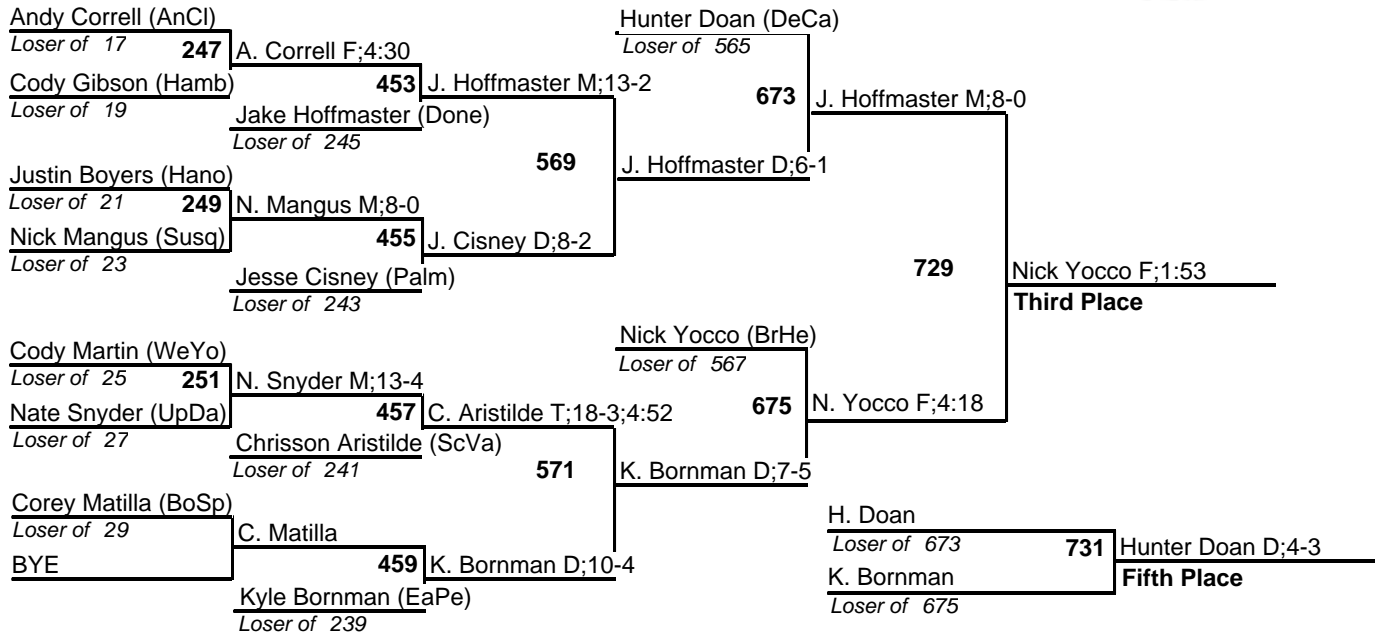 Andy Correll (AnCl)
Loser of 17
247
A. Correll F;4:30
Cody Gibson (Hamb)
Loser of 19
453
J. Hoffmaster M;13-2
Jake Hoffmaster (Done)
Loser of 245
569
J. Hoffmaster D;6-1
Justin Boyers (Hano)
Loser of 21
249
N. Mangus M;8-0
Nick Mangus (Susq)
Loser of 23
455
J. Cisney D;8-2
Jesse Cisney (Palm)
Loser of 243
Hunter Doan (DeCa)
Loser of 565
673
J. Hoffmaster M;8-0
729
Nick Yocco F;1:53
Third Place
Cody Martin (WeYo)
Loser of 25
251
N. Snyder M;13-4
Nate Snyder (UpDa)
Loser of 27
457
C. Aristilde T;18-3;4:52
Chrisson Aristilde (ScVa)
Loser of 241
571
K. Bornman D;7-5
Corey Matilla (BoSp)
Loser of 29
C. Matilla
BYE
459
K. Bornman D;10-4
Kyle Bornman (EaPe)
Loser of 239
Nick Yocco (BrHe)
Loser of 567
675
N. Yocco F;4:18
H. Doan
Loser of 673
731
Hunter Doan D;4-3
K. Bornman
Fifth Place
Loser of 675